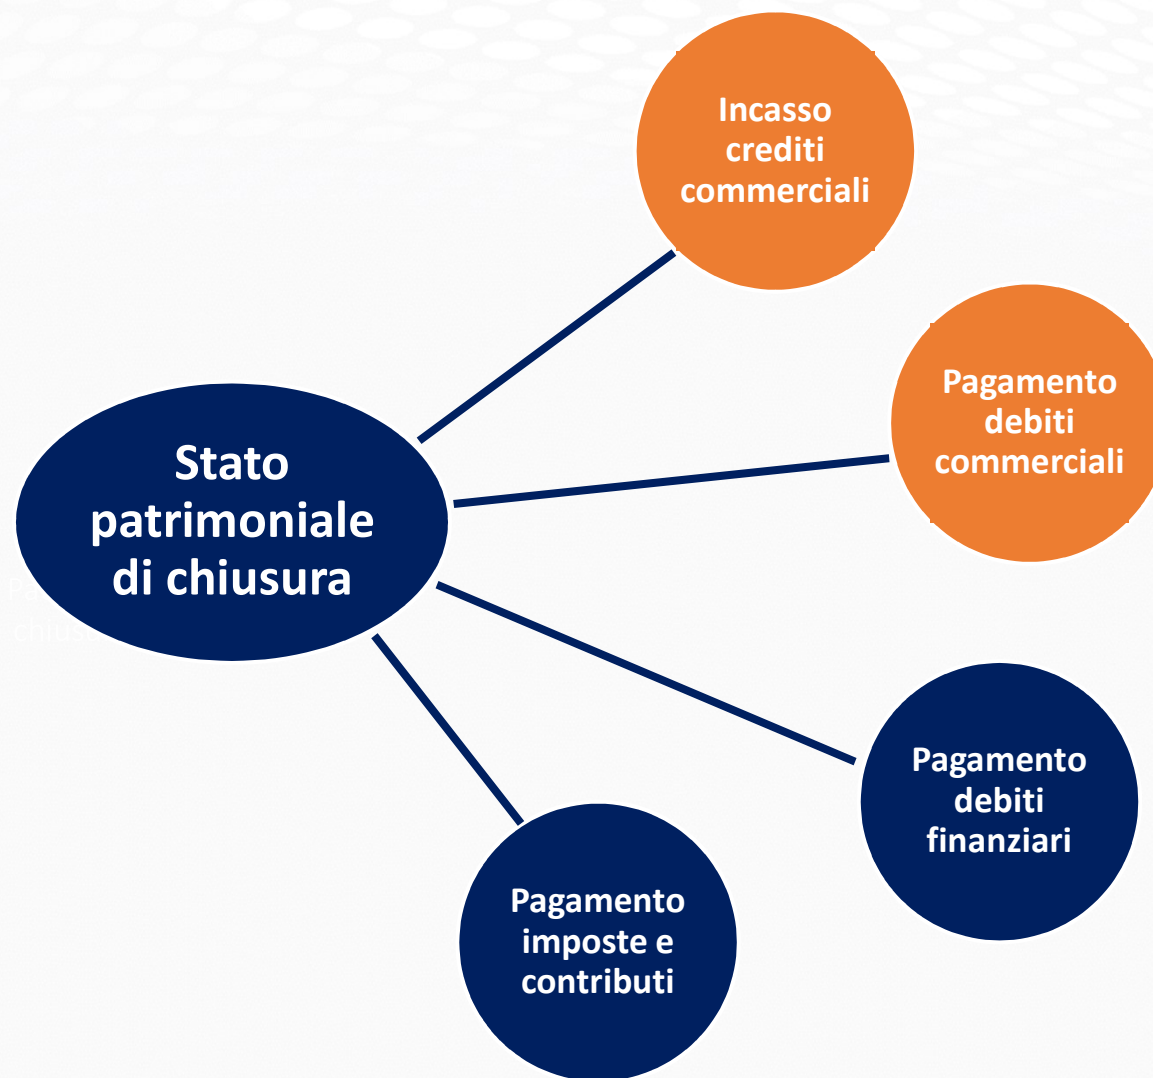 Incasso
crediti
commerciali
Pagamento
debiti
commerciali
Stato
patrimoniale
di chiusura
Pagamento
debiti
finanziari
Pagamento
imposte e
contributi